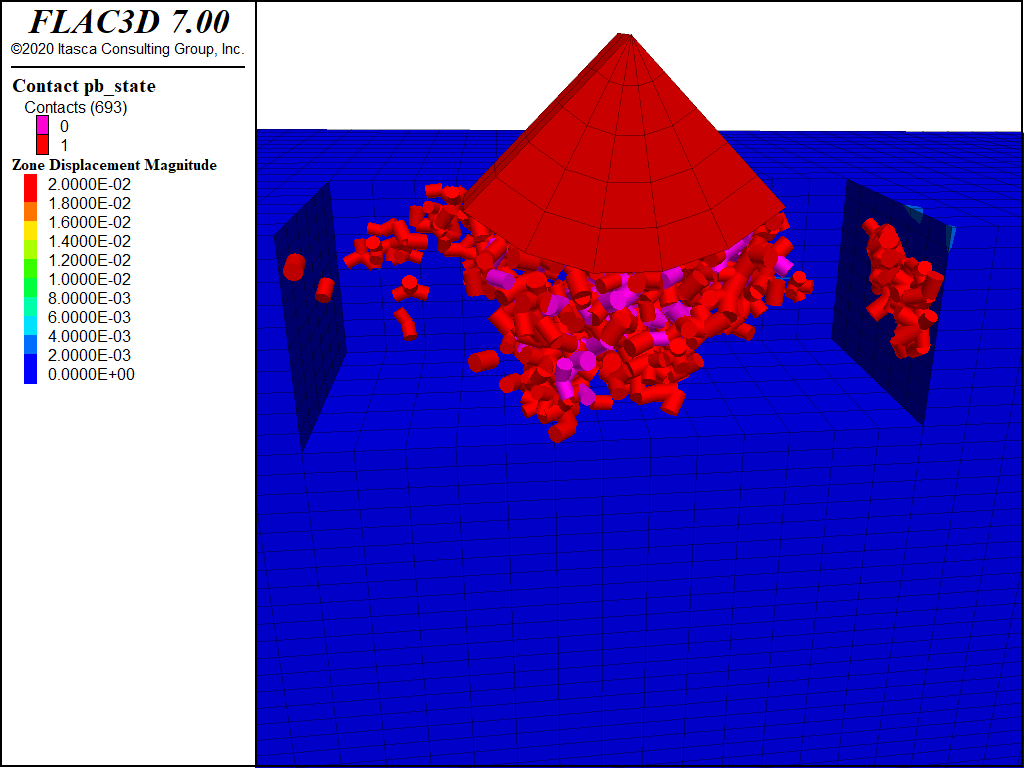 FLAC3D 7.00
©2020 Itasca Consulting Group, Inc.
Contact pb_state
Contacts (693)
0
1
Zone Displacement Magnitude
2.0000E-02
1.8000E-02
1.6000E-02
1.4000E-02
1.2000E-02
1.0000E-02
8.0000E-03
6.0000E-03
4.0000E-03
2.0000E-03
0.0000E+00